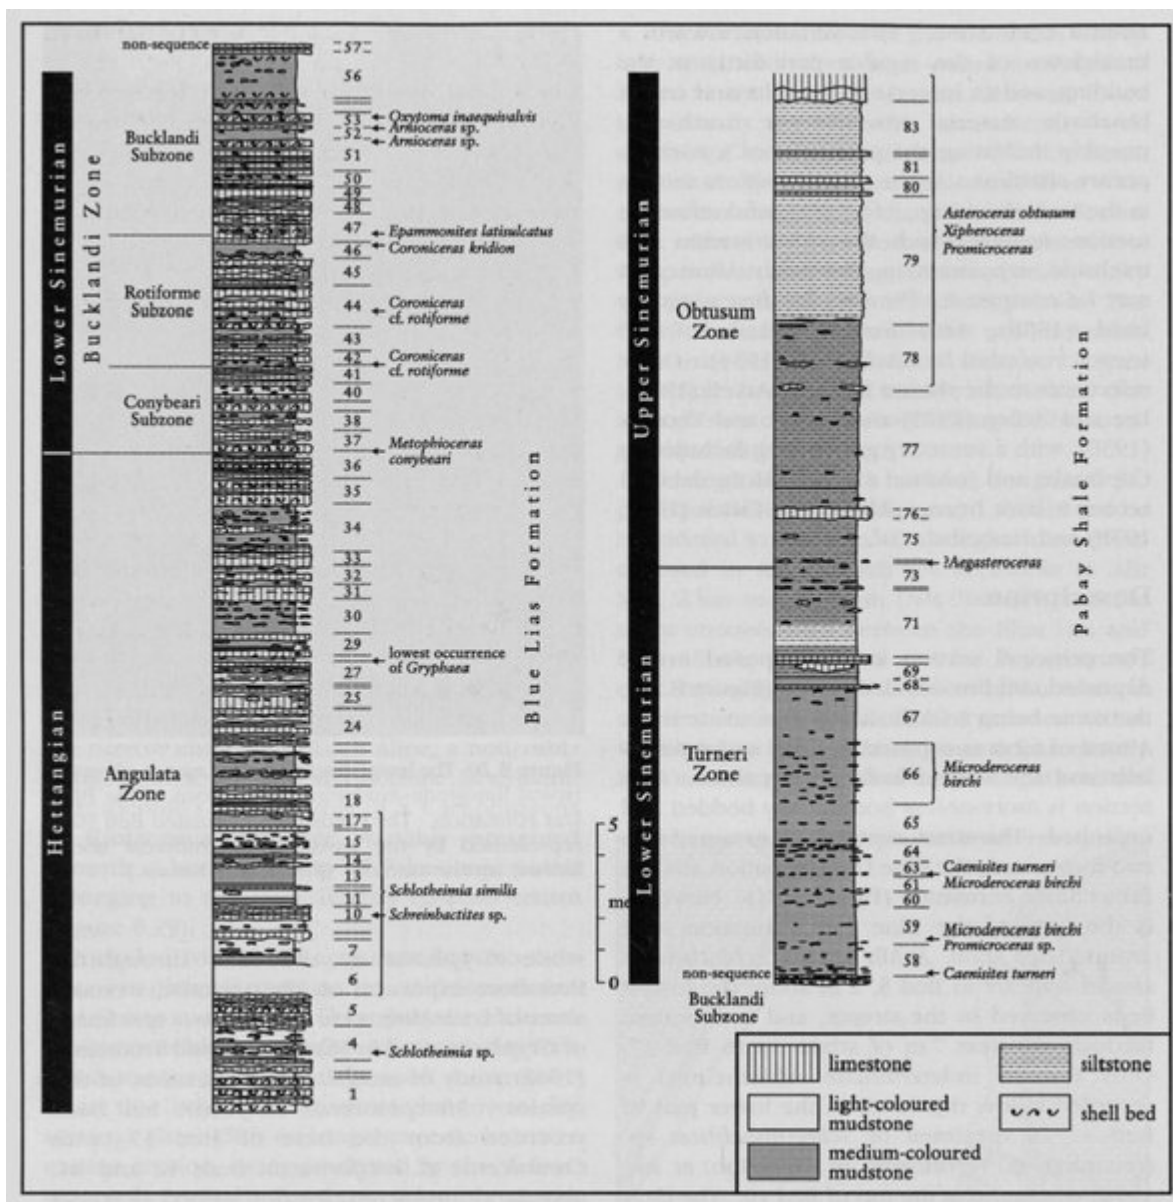 non-sequence
57
56
53
Oxytoma inaequivalvis
52
Arnioceras sp.
Arnioceras sp.
Bucklandi
Subzone
51
50
49
48
47
Epammonites latisulcatus
46
Coroniceras kridion
45
Rotiforme
Subzone
44
Coroniceras
cf. rotiforme
43
42
Coroniceras
cf. rotiforme
41
40
Conybeari
Subzone
38
37
Metophioceras
conybeari
36
35
34
33
32
31
30
29
lowest occurrence
of Gryphaea
27
25
24
Angulata
Zone
18
17
15
14
13
Schlotheimia similis
11
10
Schreinbactites sp.
7
6
5
4
Schlotheimia sp.
1
Lower Sinemurian
Bucklandi Zone
Hettangian
Blue Lias Formation
83
81
80
Asteroceras obtusum
Xipheroceras
Promicroceras
79
Obtusum
Zone
78
77
76
75
?Aegasteroceras
73
71
69
68
67
Turneri
Zone
66
Microderoceras
birchi
65
64
63
Caenisites turneri
61
Microderoceras birchi
60
59
Microderoceras birchi
Promicroceras sp.
58
non-sequence
Caenisites turneri
Bucklandi
Subzone
Upper Sinemurian
Lower Sinemurian
Pabay Shale Formation
5
0
limestone
siltstone
light-coloured
mudstone
shell bed
medium-coloured
mudstone